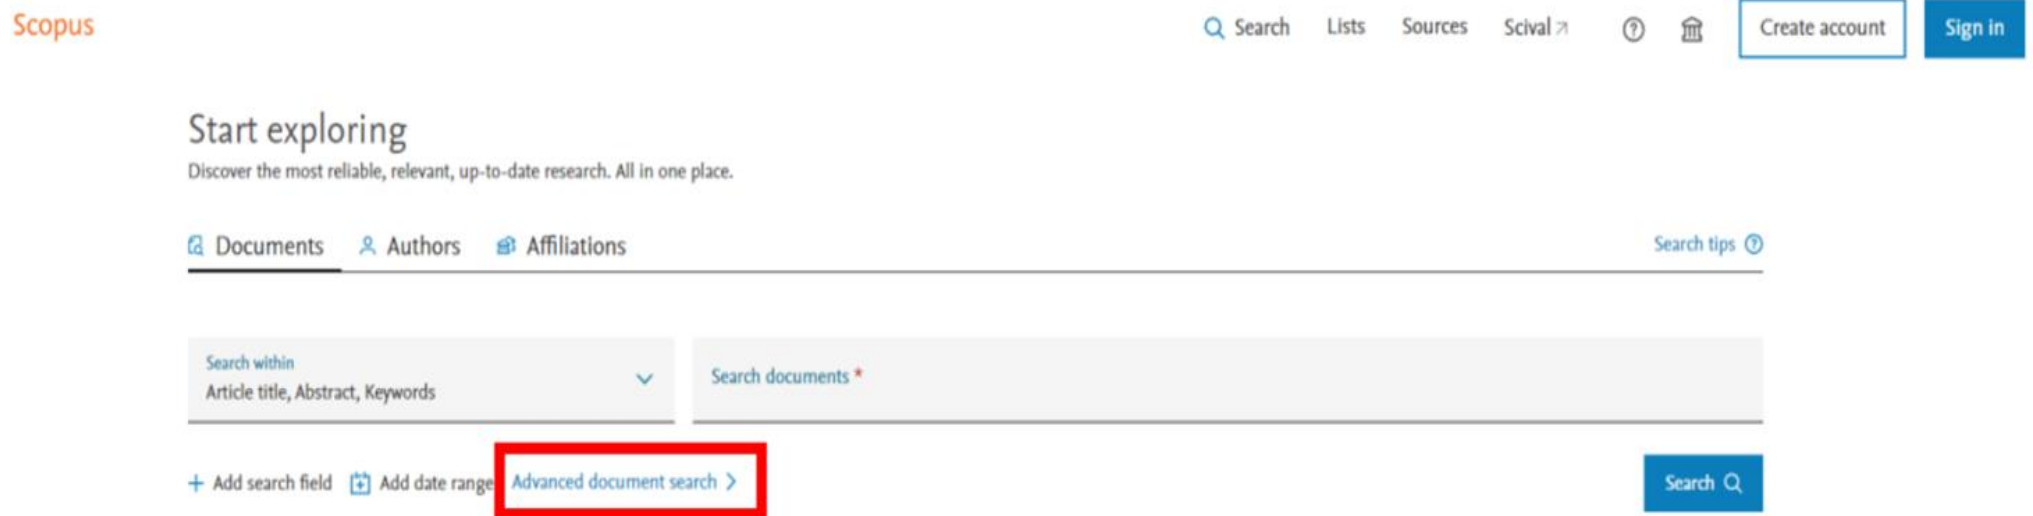 Scopus
Search Lists Sources Scival Create account Sign in
Start exploring
Discover the most reliable, relevant, up-to-date research. All in one place.
Documents Authors Affiliations Search tips
Search within
Article title, Abstract, Keywords
Search documents *
Add search field Add date range Advanced document search
Search